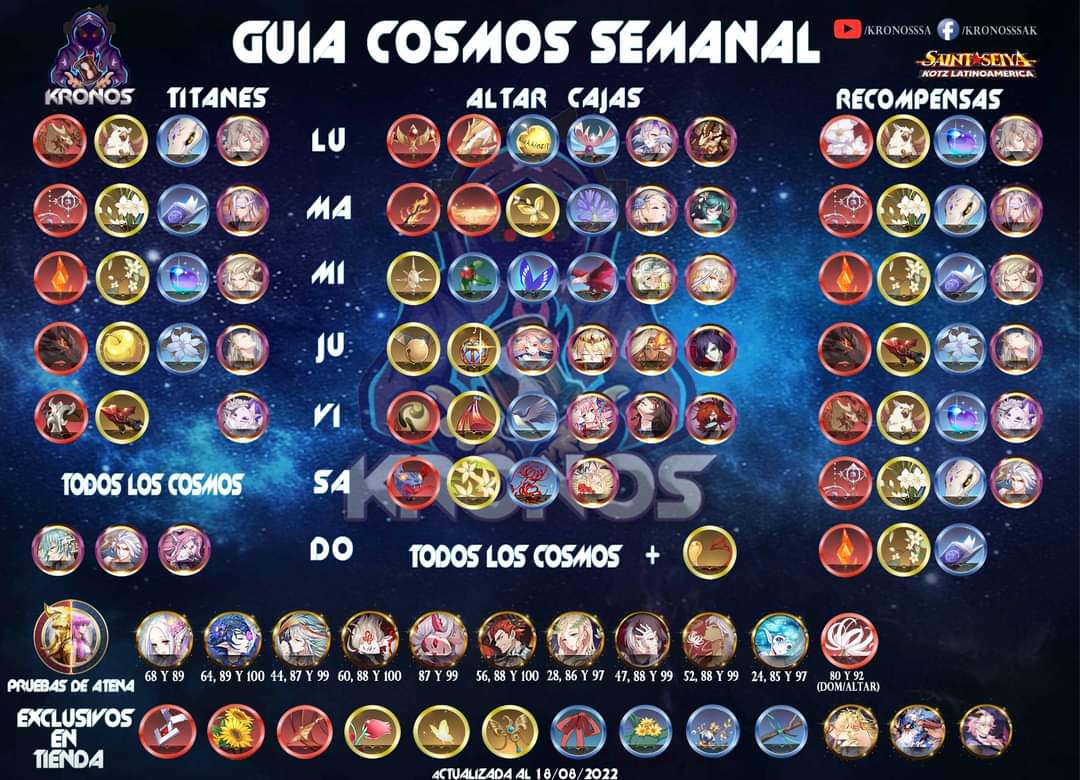 GUIA COSMOS SEMANAL
/KRONOSSSA
/KRONOSSSAK
SAINT SEIYA
KOTZ LATINOAMERICA
KRONOS
TITANES
ALTAR CAJAS
RECOMPENSAS
LU
MA
MI
JU
VI
SA
TODOS LOS COSMOS
KRONOS
DO
TODOS LOS COSMOS +
PRUEBAS DE ATENA
68 Y 89
64, 89 Y 100
44, 87 Y 99
60, 88 Y 100
87 Y 99
56, 88 Y 100
28, 86 Y 97
47, 88 Y 99
52, 88 Y 99
24, 85 Y 97
80 Y 92
(DOM/ALTAR)
EXCLUSIVOS
EN
TIENDA
ACTUALIZADA AL 18/08/2022